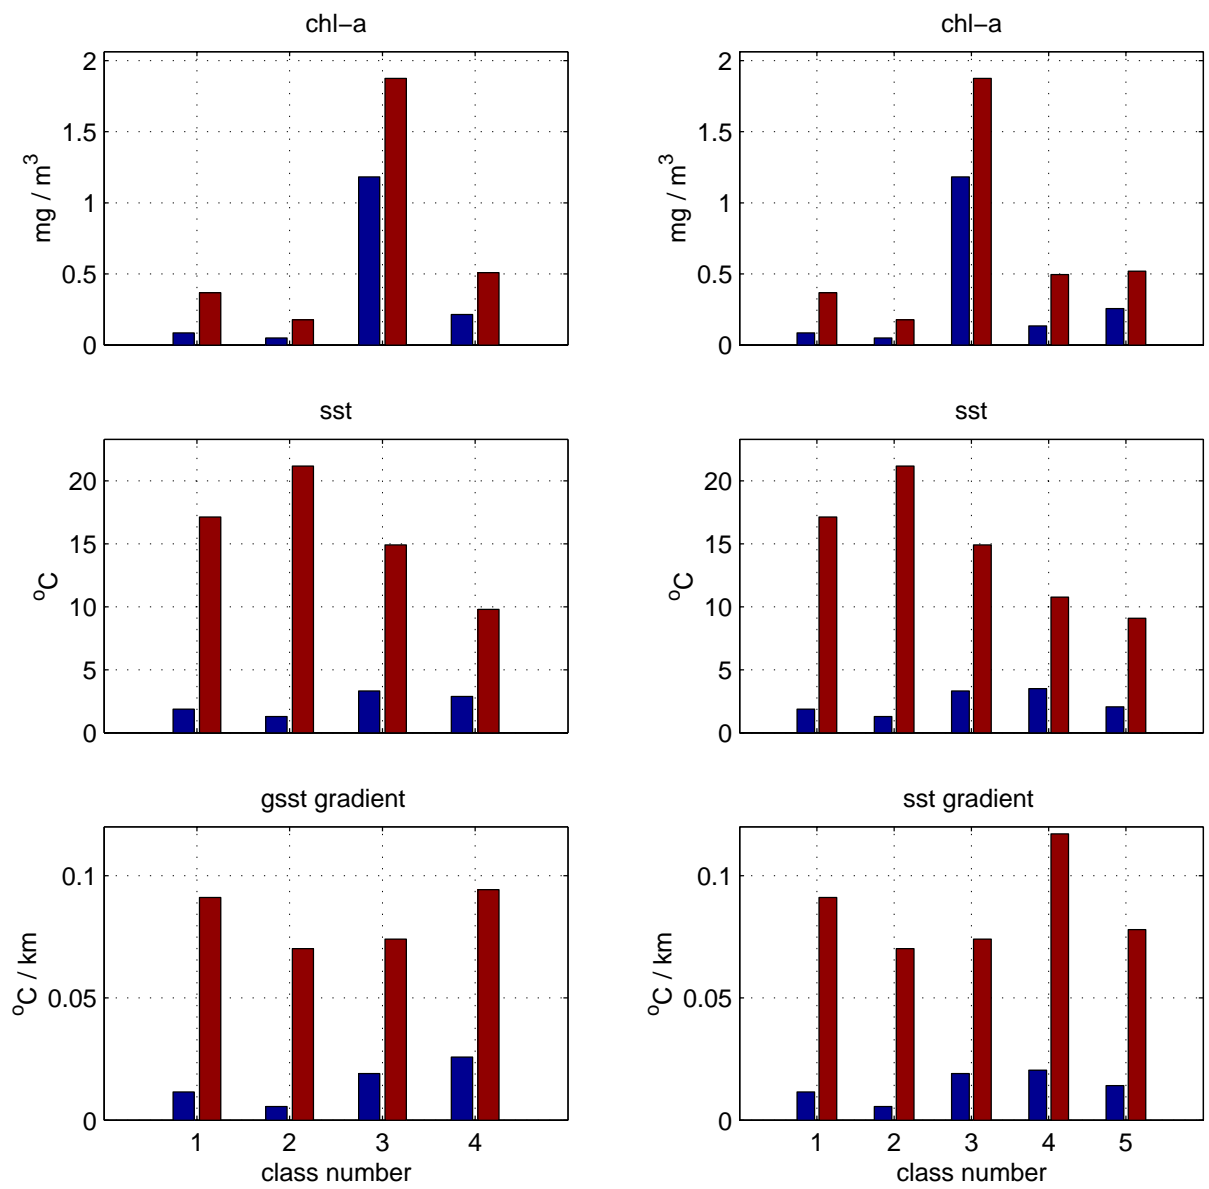 chl−a
mg / m3
2
1.5
1
0.5
0
chl−a
mg / m3
2
1.5
1
0.5
0
sst
oC
20
15
10
5
0
sst
oC
20
15
10
5
0
gsst gradient
oC / km
0.1
0.05
0
1 2 3 4
class number
sst gradient
oC / km
0.1
0.05
0
1 2 3 4 5
class number